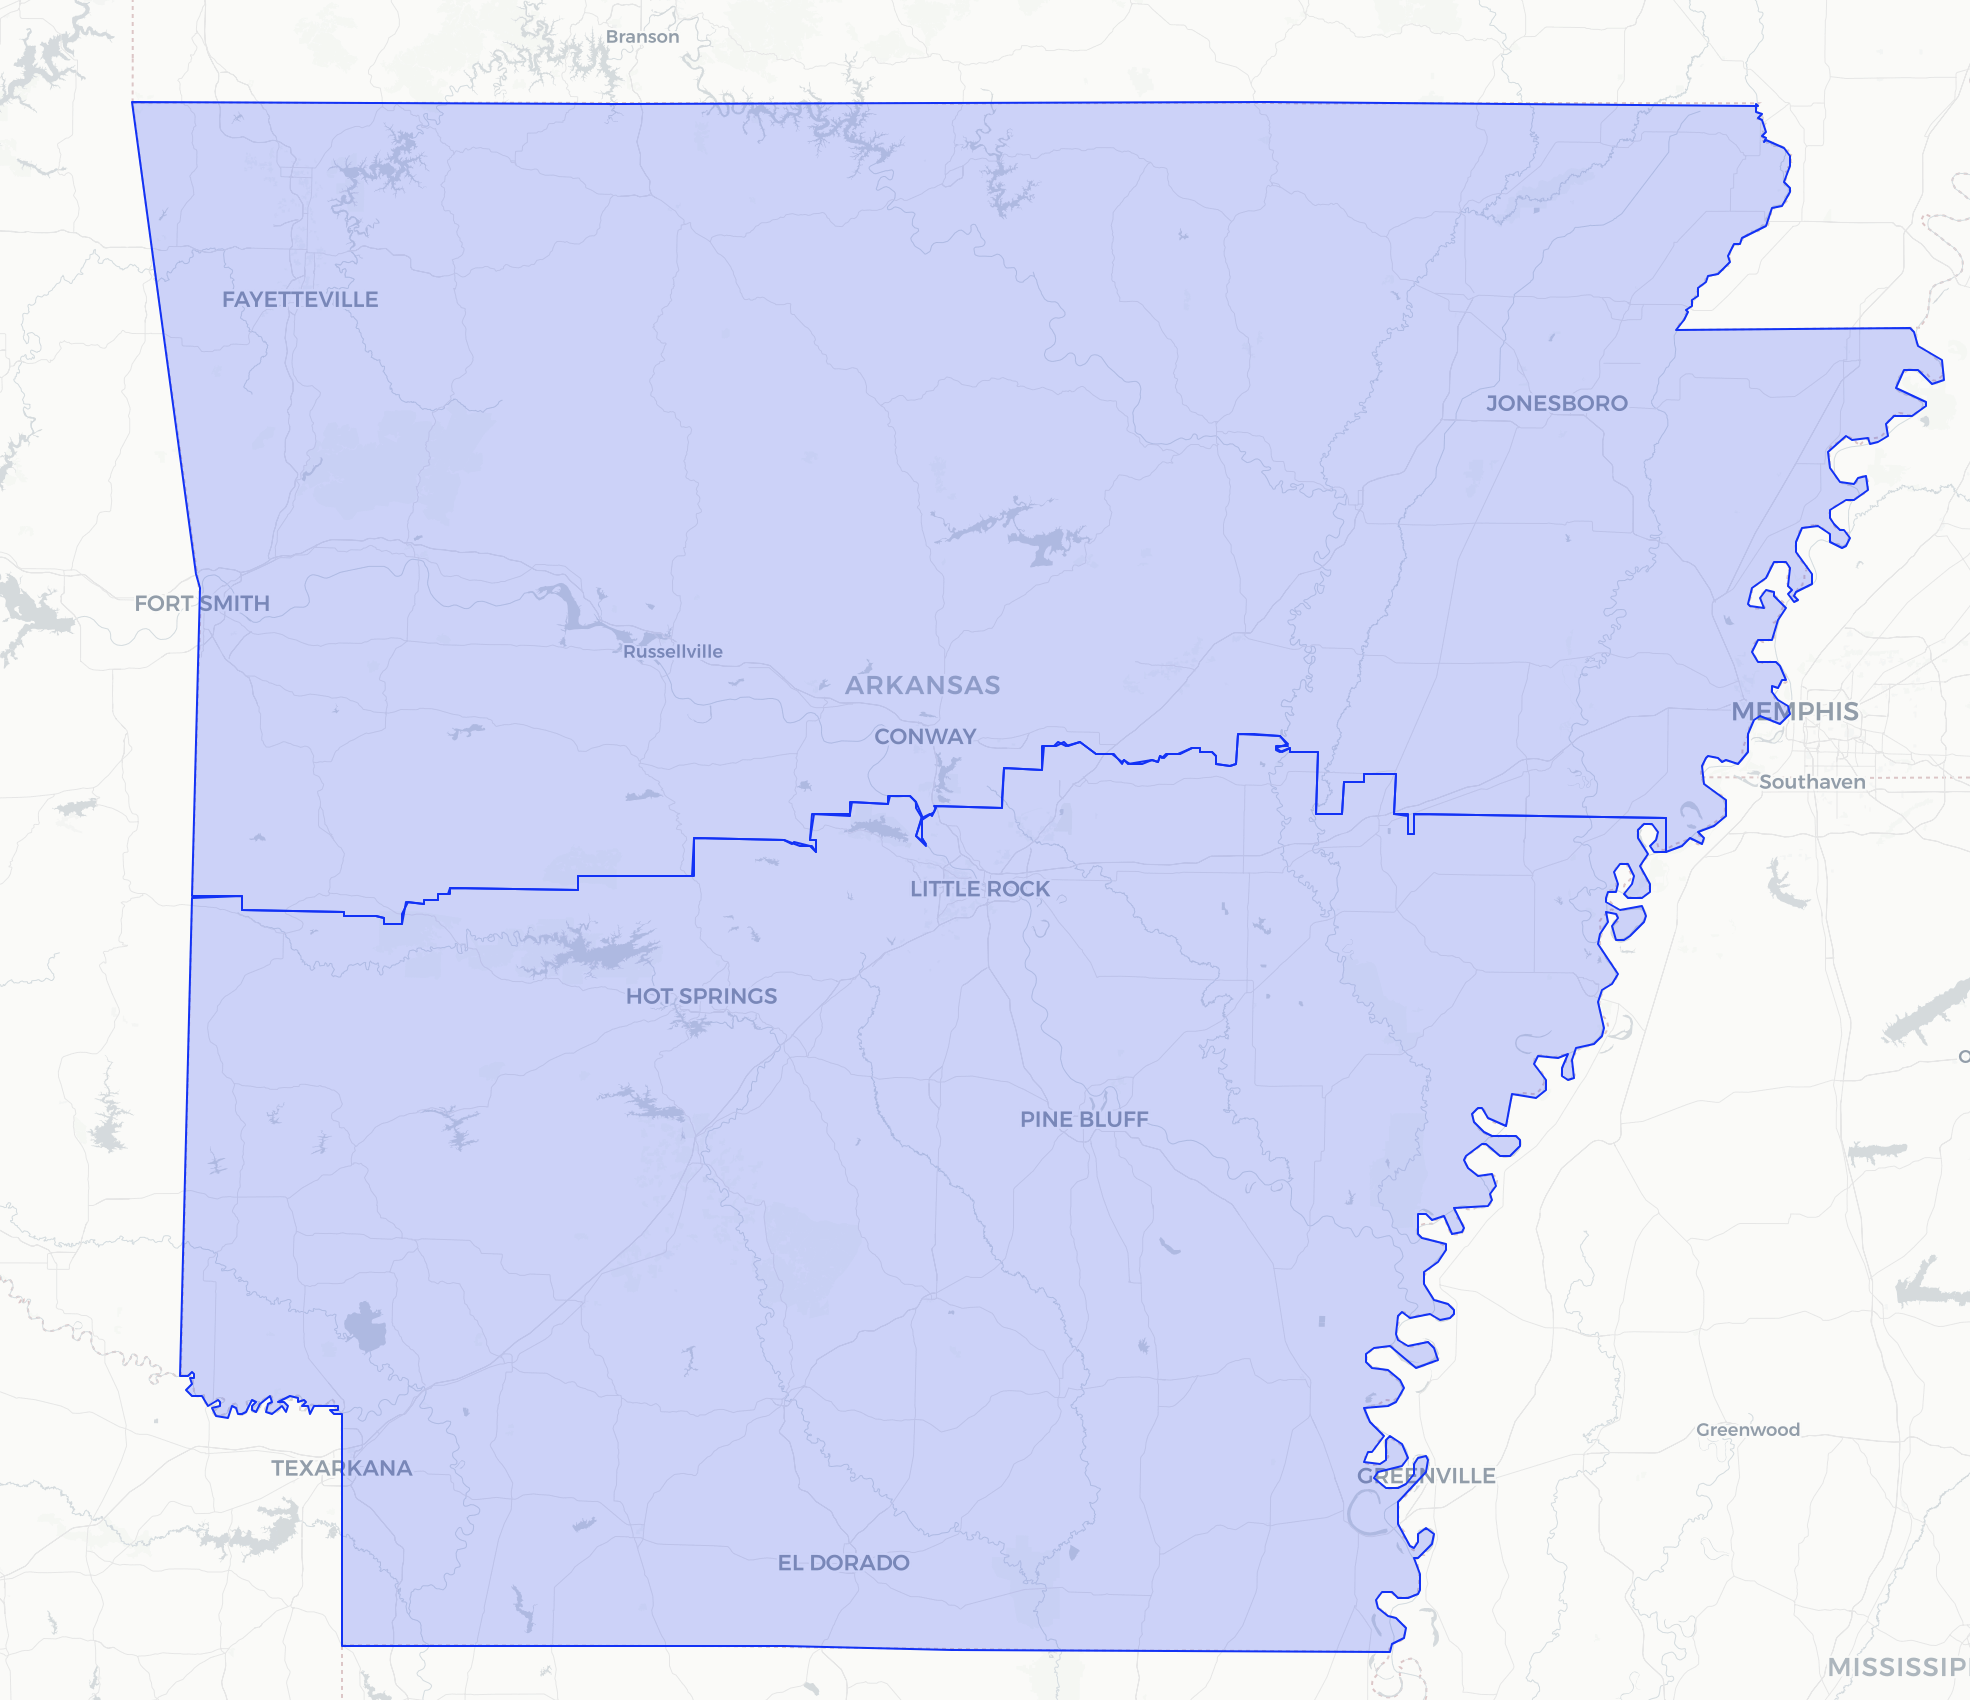 Branson
FAYETTEVILLE
JONESBORO
FORT SMITH
Russellville
ARKANSAS
MEMPHIS
CONWAY
Southaven
LITTLE ROCK
HOT SPRINGS
O
PINE BLUFF
Greenwood
TEXARKANA
GREENVILLE
EL DORADO
MISSISSIP